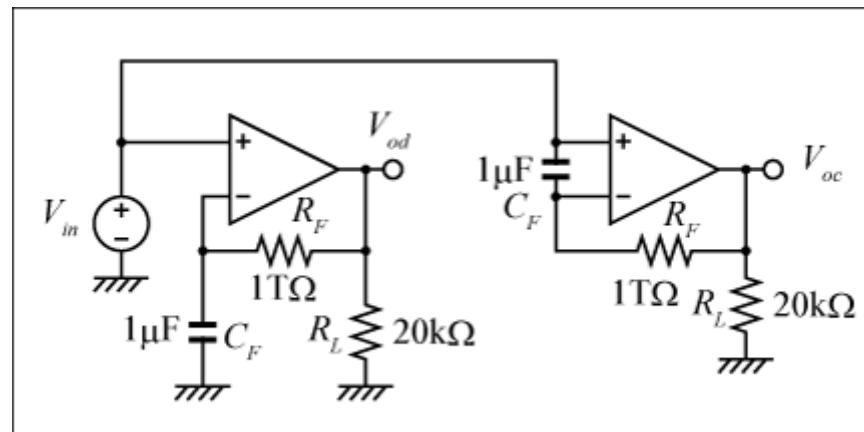 V_od
V_oc
+
+
1μF
−
−
C_F
V_in
+
−
R_F
R_F
1TΩ
1TΩ
1μF
C_F
R_L
20kΩ
R_L
20kΩ